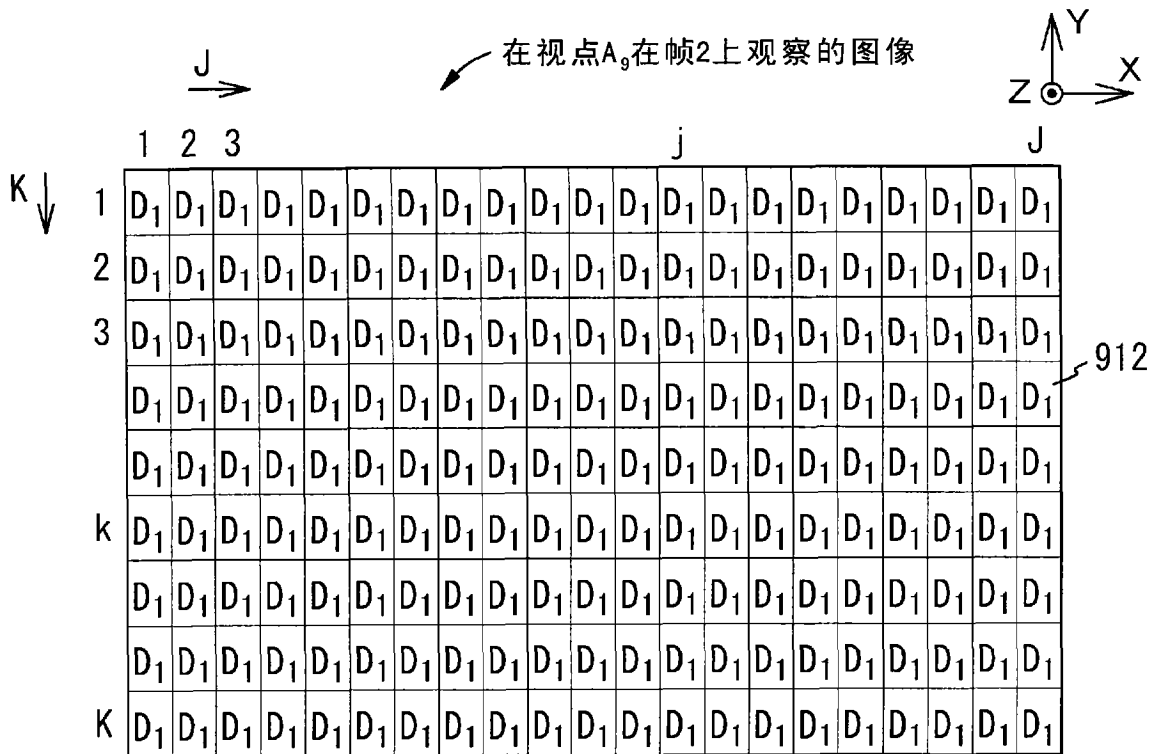 在视点A₉在帧2上观察的图像
Y
X
Z
J
1 2 3 j J
K
1 D₁ D₁ D₁ D₁ D₁ D₁ D₁ D₁ D₁ D₁ D₁ D₁ D₁ D₁ D₁ D₁ D₁ D₁ D₁ D₁ D₁
2 D₁ D₁ D₁ D₁ D₁ D₁ D₁ D₁ D₁ D₁ D₁ D₁ D₁ D₁ D₁ D₁ D₁ D₁ D₁ D₁ D₁
3 D₁ D₁ D₁ D₁ D₁ D₁ D₁ D₁ D₁ D₁ D₁ D₁ D₁ D₁ D₁ D₁ D₁ D₁ D₁ D₁ D₁
D₁ D₁ D₁ D₁ D₁ D₁ D₁ D₁ D₁ D₁ D₁ D₁ D₁ D₁ D₁ D₁ D₁ D₁ D₁ D₁ D₁ 912
D₁ D₁ D₁ D₁ D₁ D₁ D₁ D₁ D₁ D₁ D₁ D₁ D₁ D₁ D₁ D₁ D₁ D₁ D₁ D₁ D₁
k D₁ D₁ D₁ D₁ D₁ D₁ D₁ D₁ D₁ D₁ D₁ D₁ D₁ D₁ D₁ D₁ D₁ D₁ D₁ D₁ D₁
D₁ D₁ D₁ D₁ D₁ D₁ D₁ D₁ D₁ D₁ D₁ D₁ D₁ D₁ D₁ D₁ D₁ D₁ D₁ D₁ D₁
D₁ D₁ D₁ D₁ D₁ D₁ D₁ D₁ D₁ D₁ D₁ D₁ D₁ D₁ D₁ D₁ D₁ D₁ D₁ D₁ D₁
K D₁ D₁ D₁ D₁ D₁ D₁ D₁ D₁ D₁ D₁ D₁ D₁ D₁ D₁ D₁ D₁ D₁ D₁ D₁ D₁ D₁